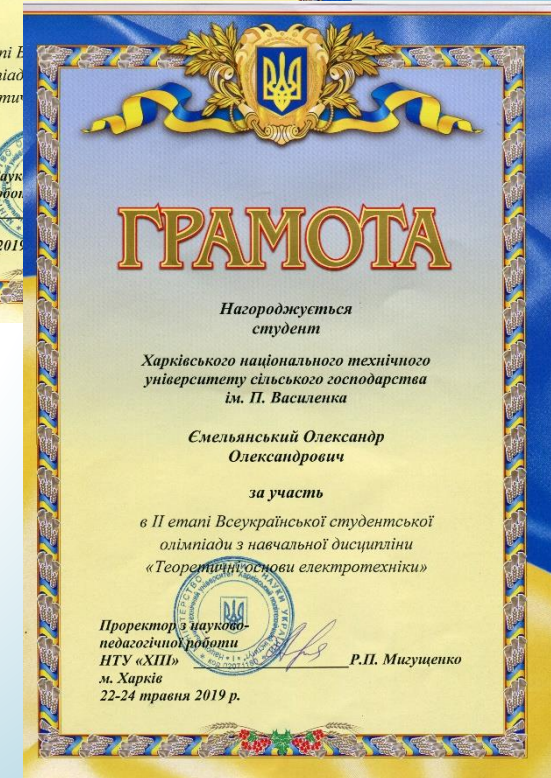 ГРАМОТА
Нагороджується
студент
Харківського національного технічного
університету сільського господарства
ім. П. Василенка
Ємельянський Олександр
Олександрович
за участь
в ІІ етапі Всеукраїнської студентської
олімпіади з навчальної дисципліни
«Теоретичні основи електротехніки»
Проректор з науково-
педагогічної роботи
НТУ «ХПІ» Р.П. Мигущенко
м. Харків
22-24 травня 2019 р.